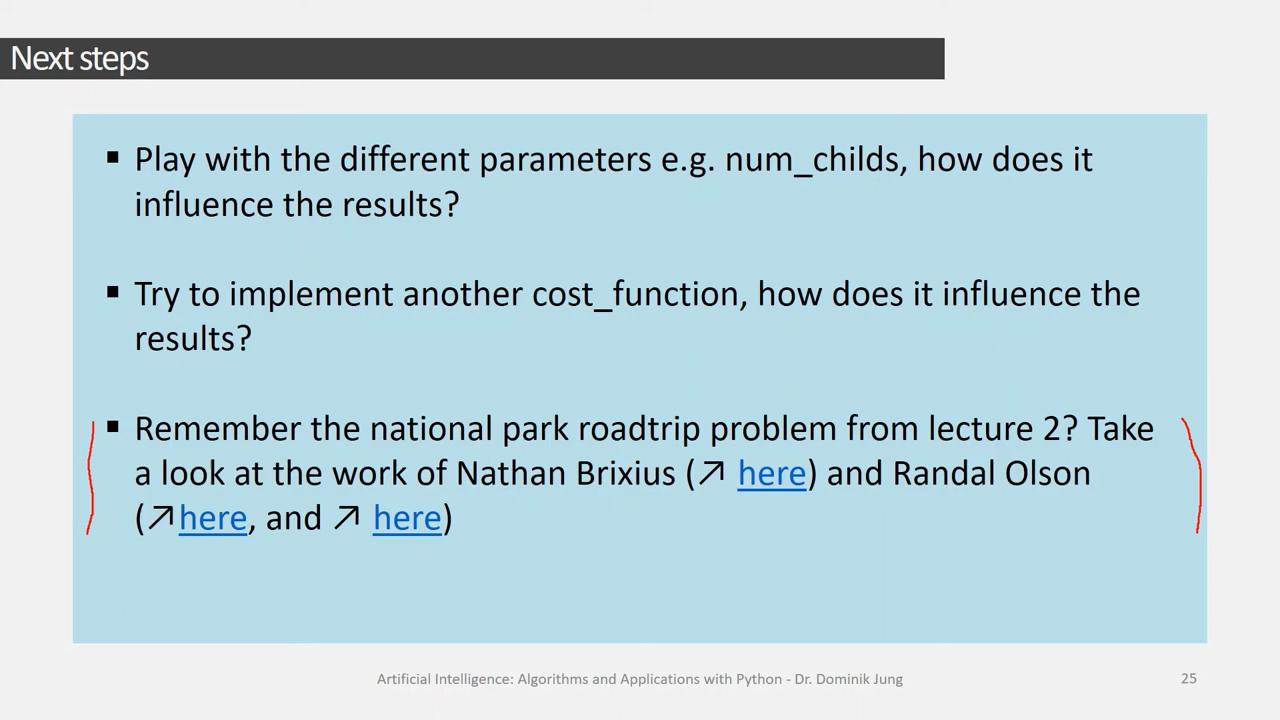 Next steps
▪ Play with the different parameters e.g. num_childs, how does it
influence the results?
▪ Try to implement another cost_function, how does it influence the
results?
▪ Remember the national park roadtrip problem from lecture 2? Take
a look at the work of Nathan Brixius (↗ here) and Randal Olson
(↗here, and ↗ here)
Artificial Intelligence: Algorithms and Applications with Python - Dr. Dominik Jung
25